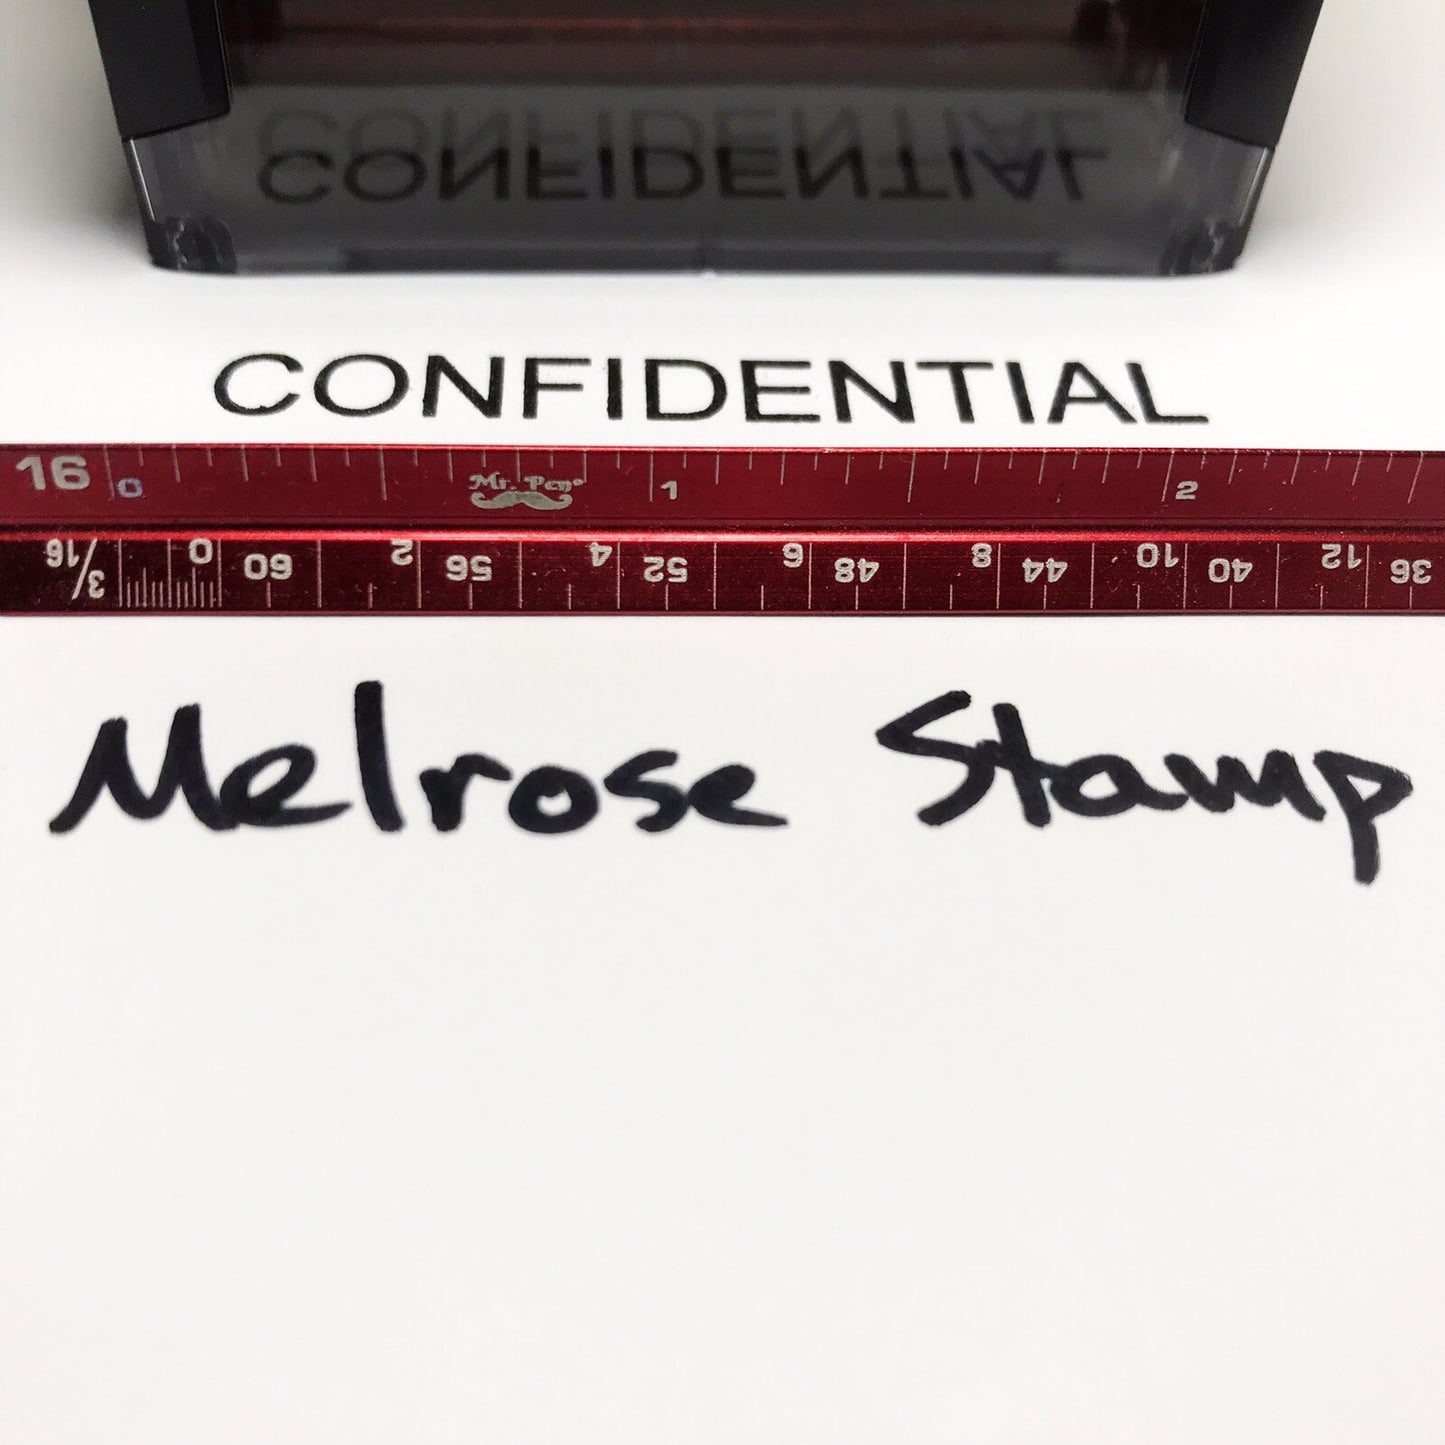 CONFIDENTIAL
CONFIDENTIAL
16 0 Mr. Pen® 1 2
3/16 0 60 2 56 4 52 6 48 8 44 10 40 12 36
Melrose Stamp